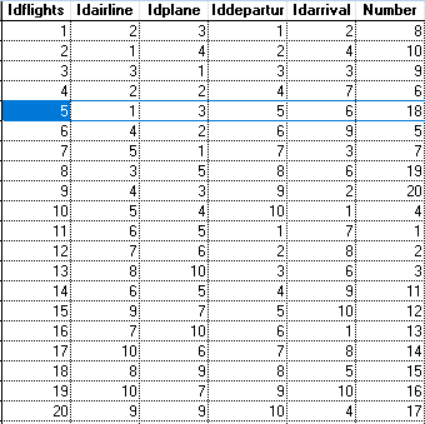 Idflights Idairline Idplane Iddepartur Idarrival Number
1 2 3 1 2 8
2 1 4 2 4 10
3 3 1 3 3 9
4 2 2 4 7 6
5 1 3 5 6 18
6 4 2 6 9 5
7 5 1 7 3 7
8 3 5 8 6 19
9 4 3 9 2 20
10 5 4 10 1 4
11 6 5 1 7 1
12 7 6 2 8 2
13 8 10 3 6 3
14 6 5 4 9 11
15 9 7 5 10 12
16 7 10 6 1 13
17 10 6 7 8 14
18 8 9 8 5 15
19 10 7 9 10 16
20 9 9 10 4 17